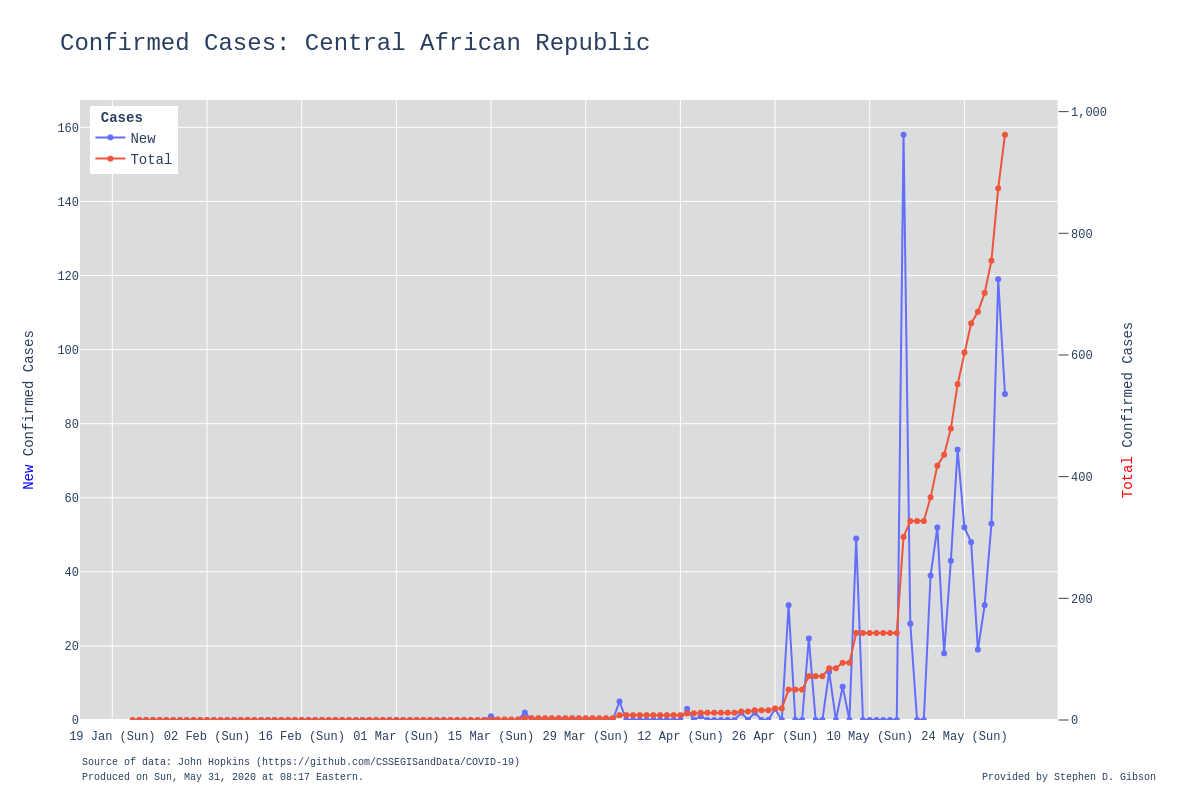 Confirmed Cases: Central African Republic
Cases
New
Total
160
140
120
100
80
60
40
20
0
1,000
800
600
400
200
0
New Confirmed Cases
Total Confirmed Cases
19 Jan (Sun) 02 Feb (Sun) 16 Feb (Sun) 01 Mar (Sun) 15 Mar (Sun) 29 Mar (Sun) 12 Apr (Sun) 26 Apr (Sun) 10 May (Sun) 24 May (Sun)
Source of data: John Hopkins (https://github.com/CSSEGISandData/COVID-19)
Produced on Sun, May 31, 2020 at 08:17 Eastern.
Provided by Stephen D. Gibson